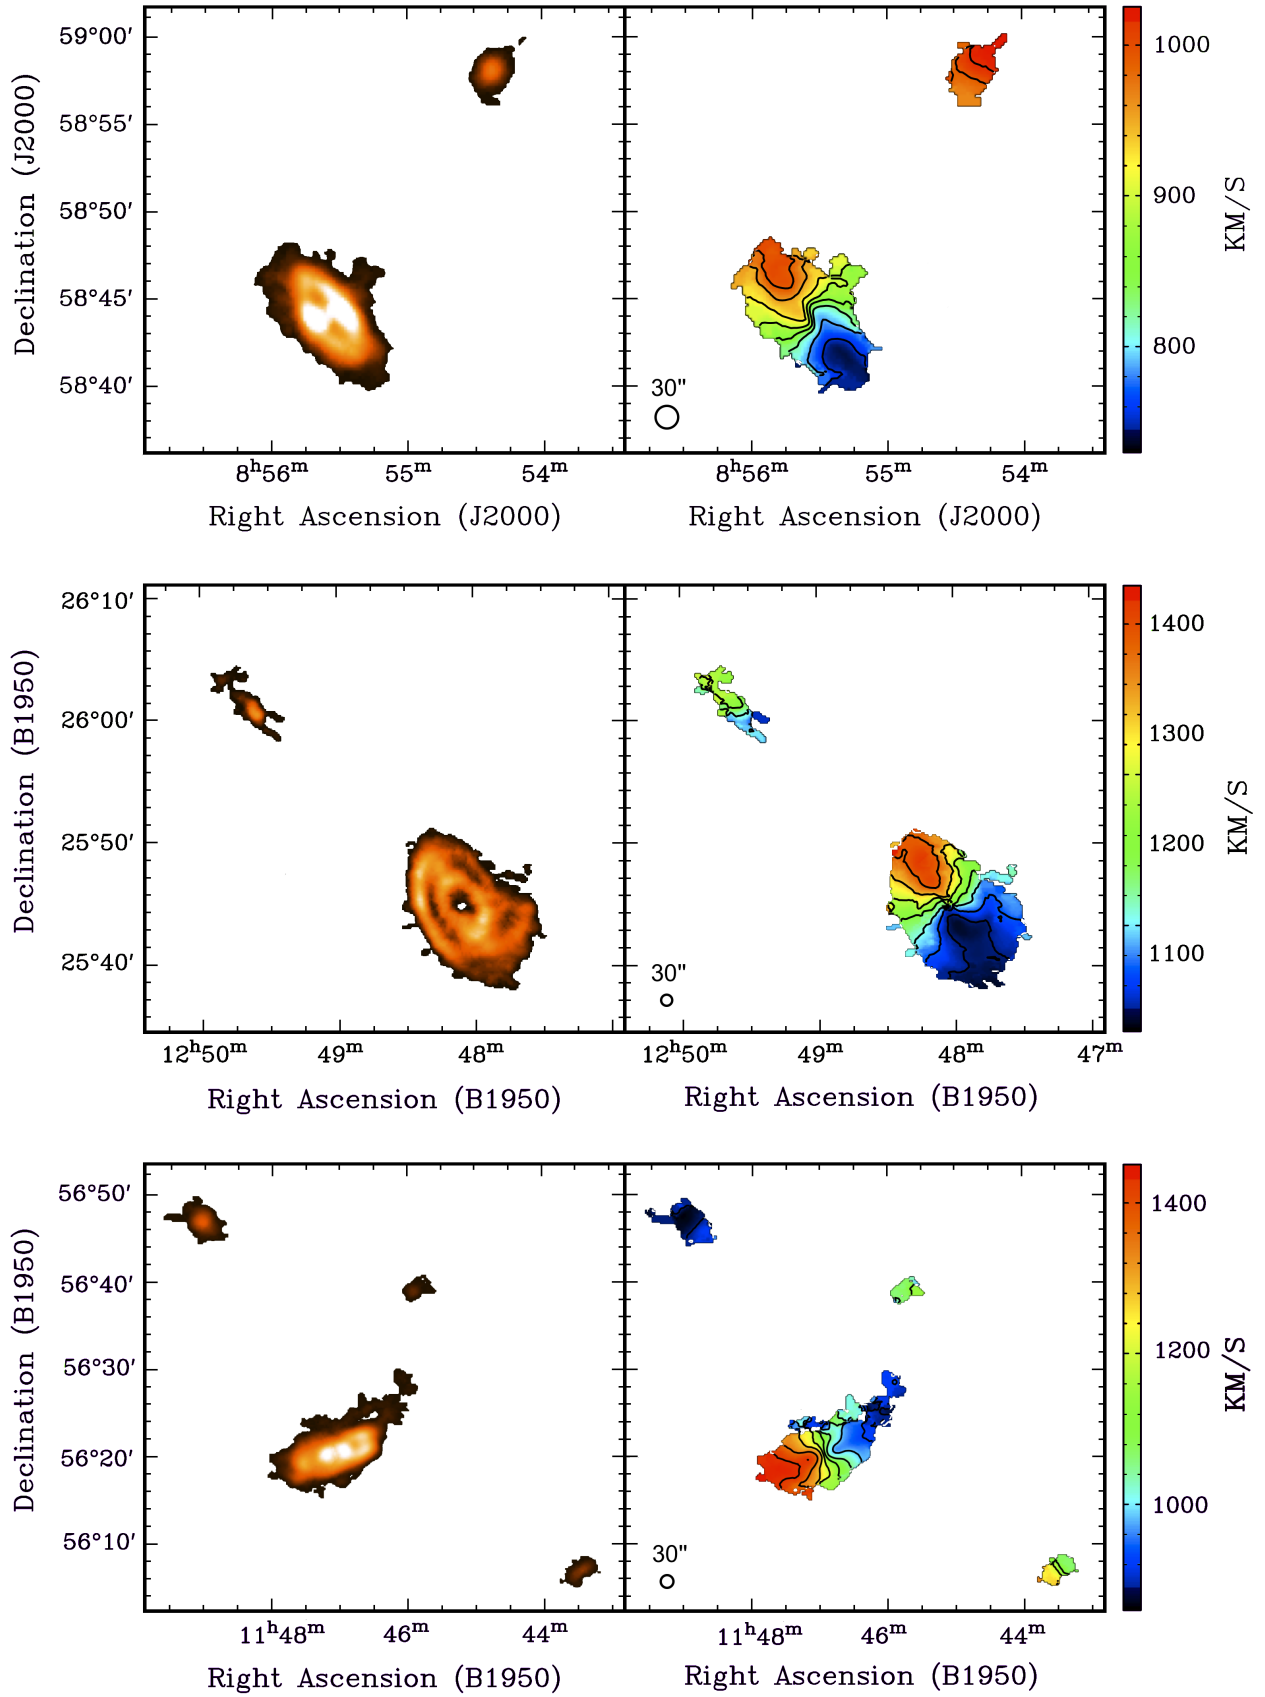 Declination (J2000)
59°00′
58°55′
58°50′
58°45′
58°40′
30"
1000
900
800
KM/S
8ʰ56ᵐ 55ᵐ 54ᵐ 8ʰ56ᵐ 55ᵐ 54ᵐ
Right Ascension (J2000) Right Ascension (J2000)
Declination (B1950)
26°10′
26°00′
25°50′
25°40′
30"
1400
1300
1200
1100
KM/S
12ʰ50ᵐ 49ᵐ 48ᵐ 12ʰ50ᵐ 49ᵐ 48ᵐ 47ᵐ
Right Ascension (B1950) Right Ascension (B1950)
Declination (B1950)
56°50′
56°40′
56°30′
56°20′
56°10′
30"
1400
1200
1000
KM/S
11ʰ48ᵐ 46ᵐ 44ᵐ 11ʰ48ᵐ 46ᵐ 44ᵐ
Right Ascension (B1950) Right Ascension (B1950)